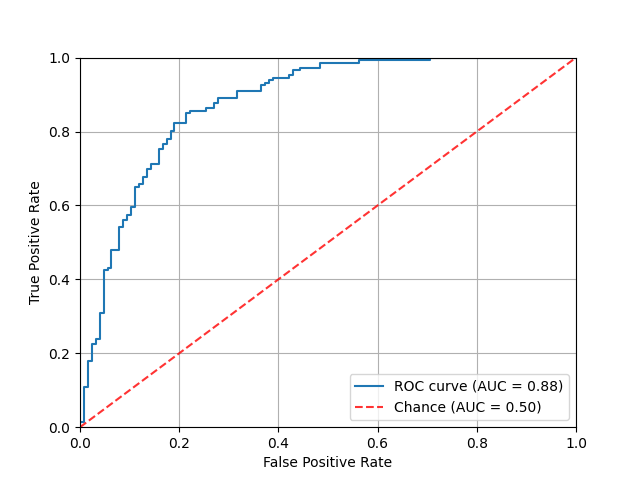 1.0
0.8
0.6
0.4
0.2
0.0
True Positive Rate
ROC curve (AUC = 0.88)
Chance (AUC = 0.50)
0.0 0.2 0.4 0.6 0.8 1.0
False Positive Rate